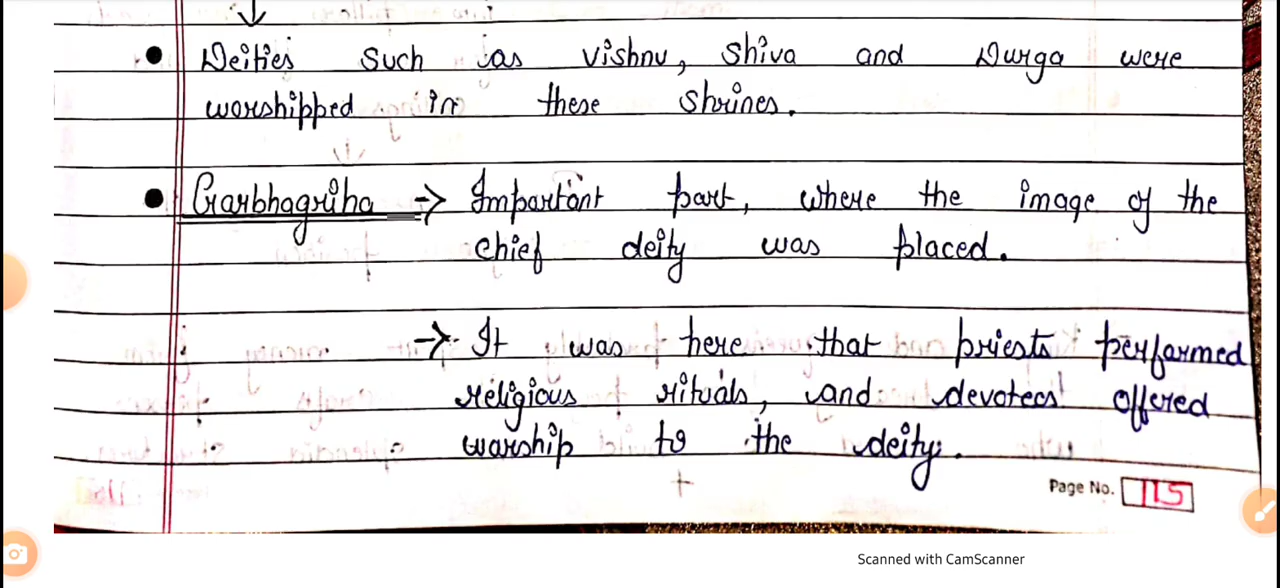 ↓
• Deities such as Vishnu, Shiva and Durga were
worshipped in these shrines.
• Garbhagriha → Important part, where the image of the
chief deity was placed.
→ It was here that priests performed
religious rituals, and devotees offered
worship to the deity.
Page No. 115
Scanned with CamScanner